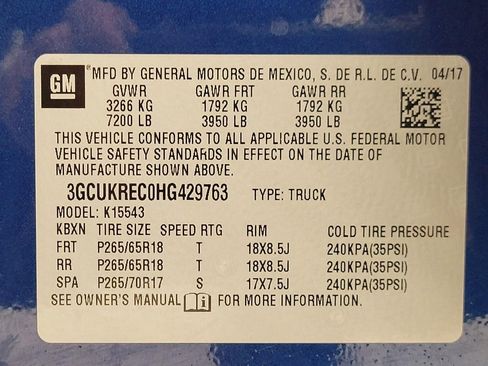 GM MFD BY GENERAL MOTORS DE MEXICO, S. DE R.L. DE C.V. 04/17
GVWR GAWR FRT GAWR RR
3266 KG 1792 KG 1792 KG
7200 LB 3950 LB 3950 LB
THIS VEHICLE CONFORMS TO ALL APPLICABLE U.S. FEDERAL MOTOR
VEHICLE SAFETY STANDARDS IN EFFECT ON THE DATE OF
MANUFACTURE SHOWN ABOVE.
3GCUKREC0HG429763 TYPE: TRUCK
MODEL: K15543
KBXN TIRE SIZE SPEED RTG RIM COLD TIRE PRESSURE
FRT P265/65R18 T 18X8.5J 240KPA(35PSI)
RR P265/65R18 T 18X8.5J 240KPA(35PSI)
SPA P265/70R17 S 17X7.5J 240KPA(35PSI)
SEE OWNER'S MANUAL FOR MORE INFORMATION.